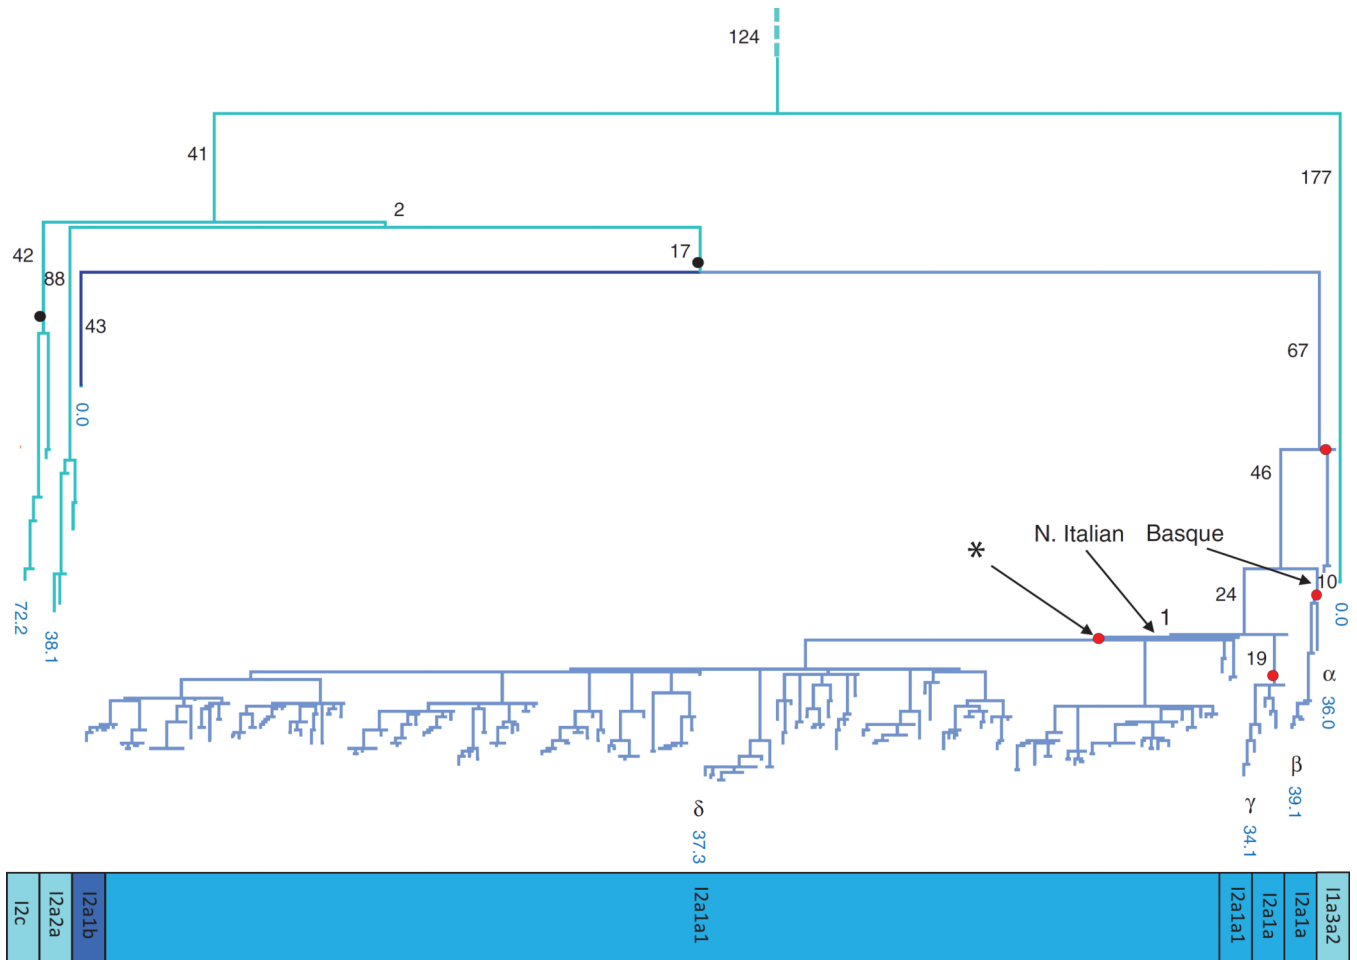 124
41
177
2
42
17
88
43
67
0.0
46
N. Italian Basque
*
10
24
1
0.0
72.2
38.1
19
α
36.0
β
39.1
δ
γ
37.3
34.1
I2c
I2a2a
I2a1b
I2a1a1
I2a1a1
I2a1a
I2a1a
I1a3a2